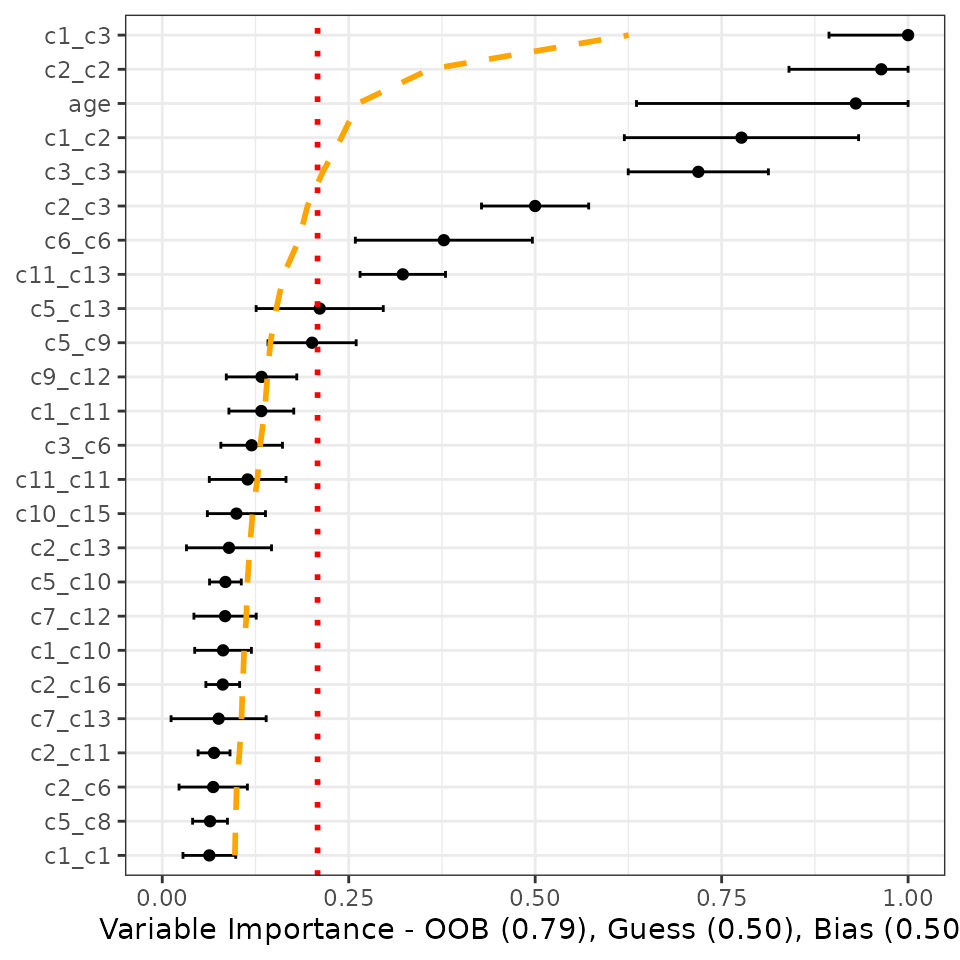 c1_c3
c2_c2
age
c1_c2
c3_c3
c2_c3
c6_c6
c11_c13
c5_c13
c5_c9
c9_c12
c1_c11
c3_c6
c11_c11
c10_c15
c2_c13
c5_c10
c7_c12
c1_c10
c2_c16
c7_c13
c2_c11
c2_c6
c5_c8
c1_c1
0.00 0.25 0.50 0.75 1.00
Variable Importance - OOB (0.79), Guess (0.50), Bias (0.50